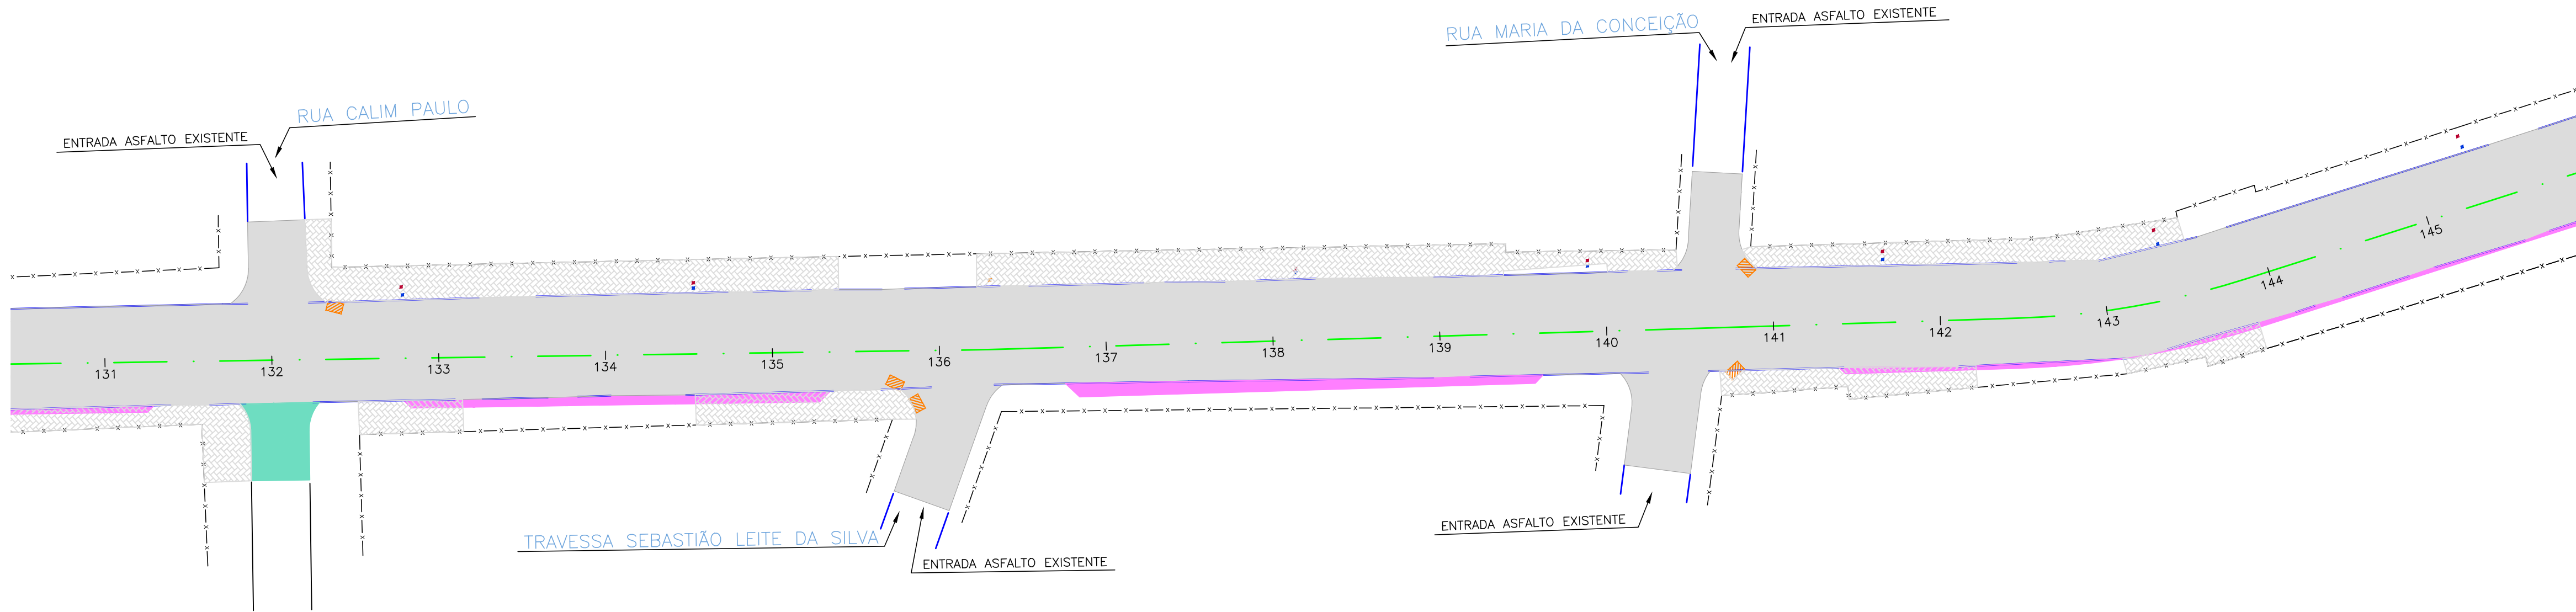 RUA MARIA DA CONCEIÇÃO
ENTRADA ASFALTO EXISTENTE
RUA CALIM PAULO
ENTRADA ASFALTO EXISTENTE
131
132
133
134
135
136
137
138
139
140
141
142
143
144
145
TRAVESSA SEBASTIÃO LEITE DA SILVA
ENTRADA ASFALTO EXISTENTE
ENTRADA ASFALTO EXISTENTE